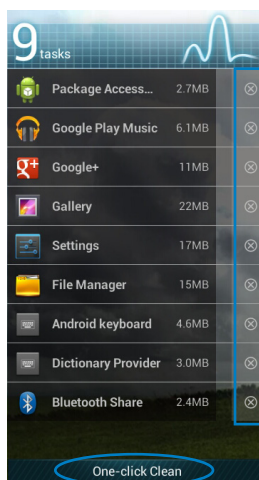 9 tasks
Package Access... 2.7MB
Google Play Music 6.1MB
Google+ 11MB
Gallery 22MB
Settings 17MB
File Manager 15MB
Android keyboard 4.6MB
Dictionary Provider 3.0MB
Bluetooth Share 2.4MB
One-click Clean